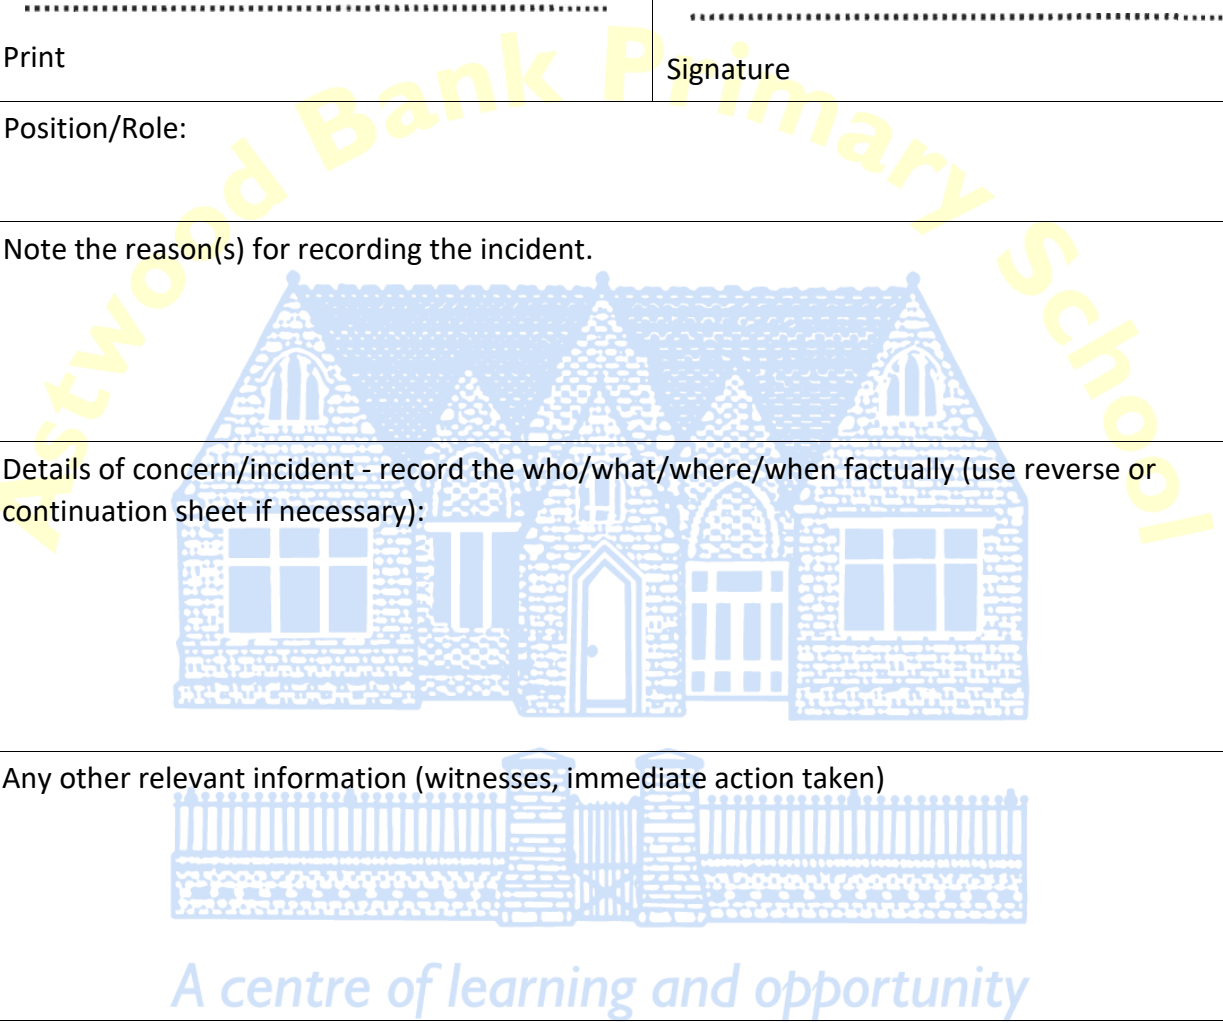 Print
Signature
Position/Role:
Note the reason(s) for recording the incident.
Details of concern/incident - record the who/what/where/when factually (use reverse or
continuation sheet if necessary):
Any other relevant information (witnesses, immediate action taken)
Astwood Bank Primary School
A centre of learning and opportunity